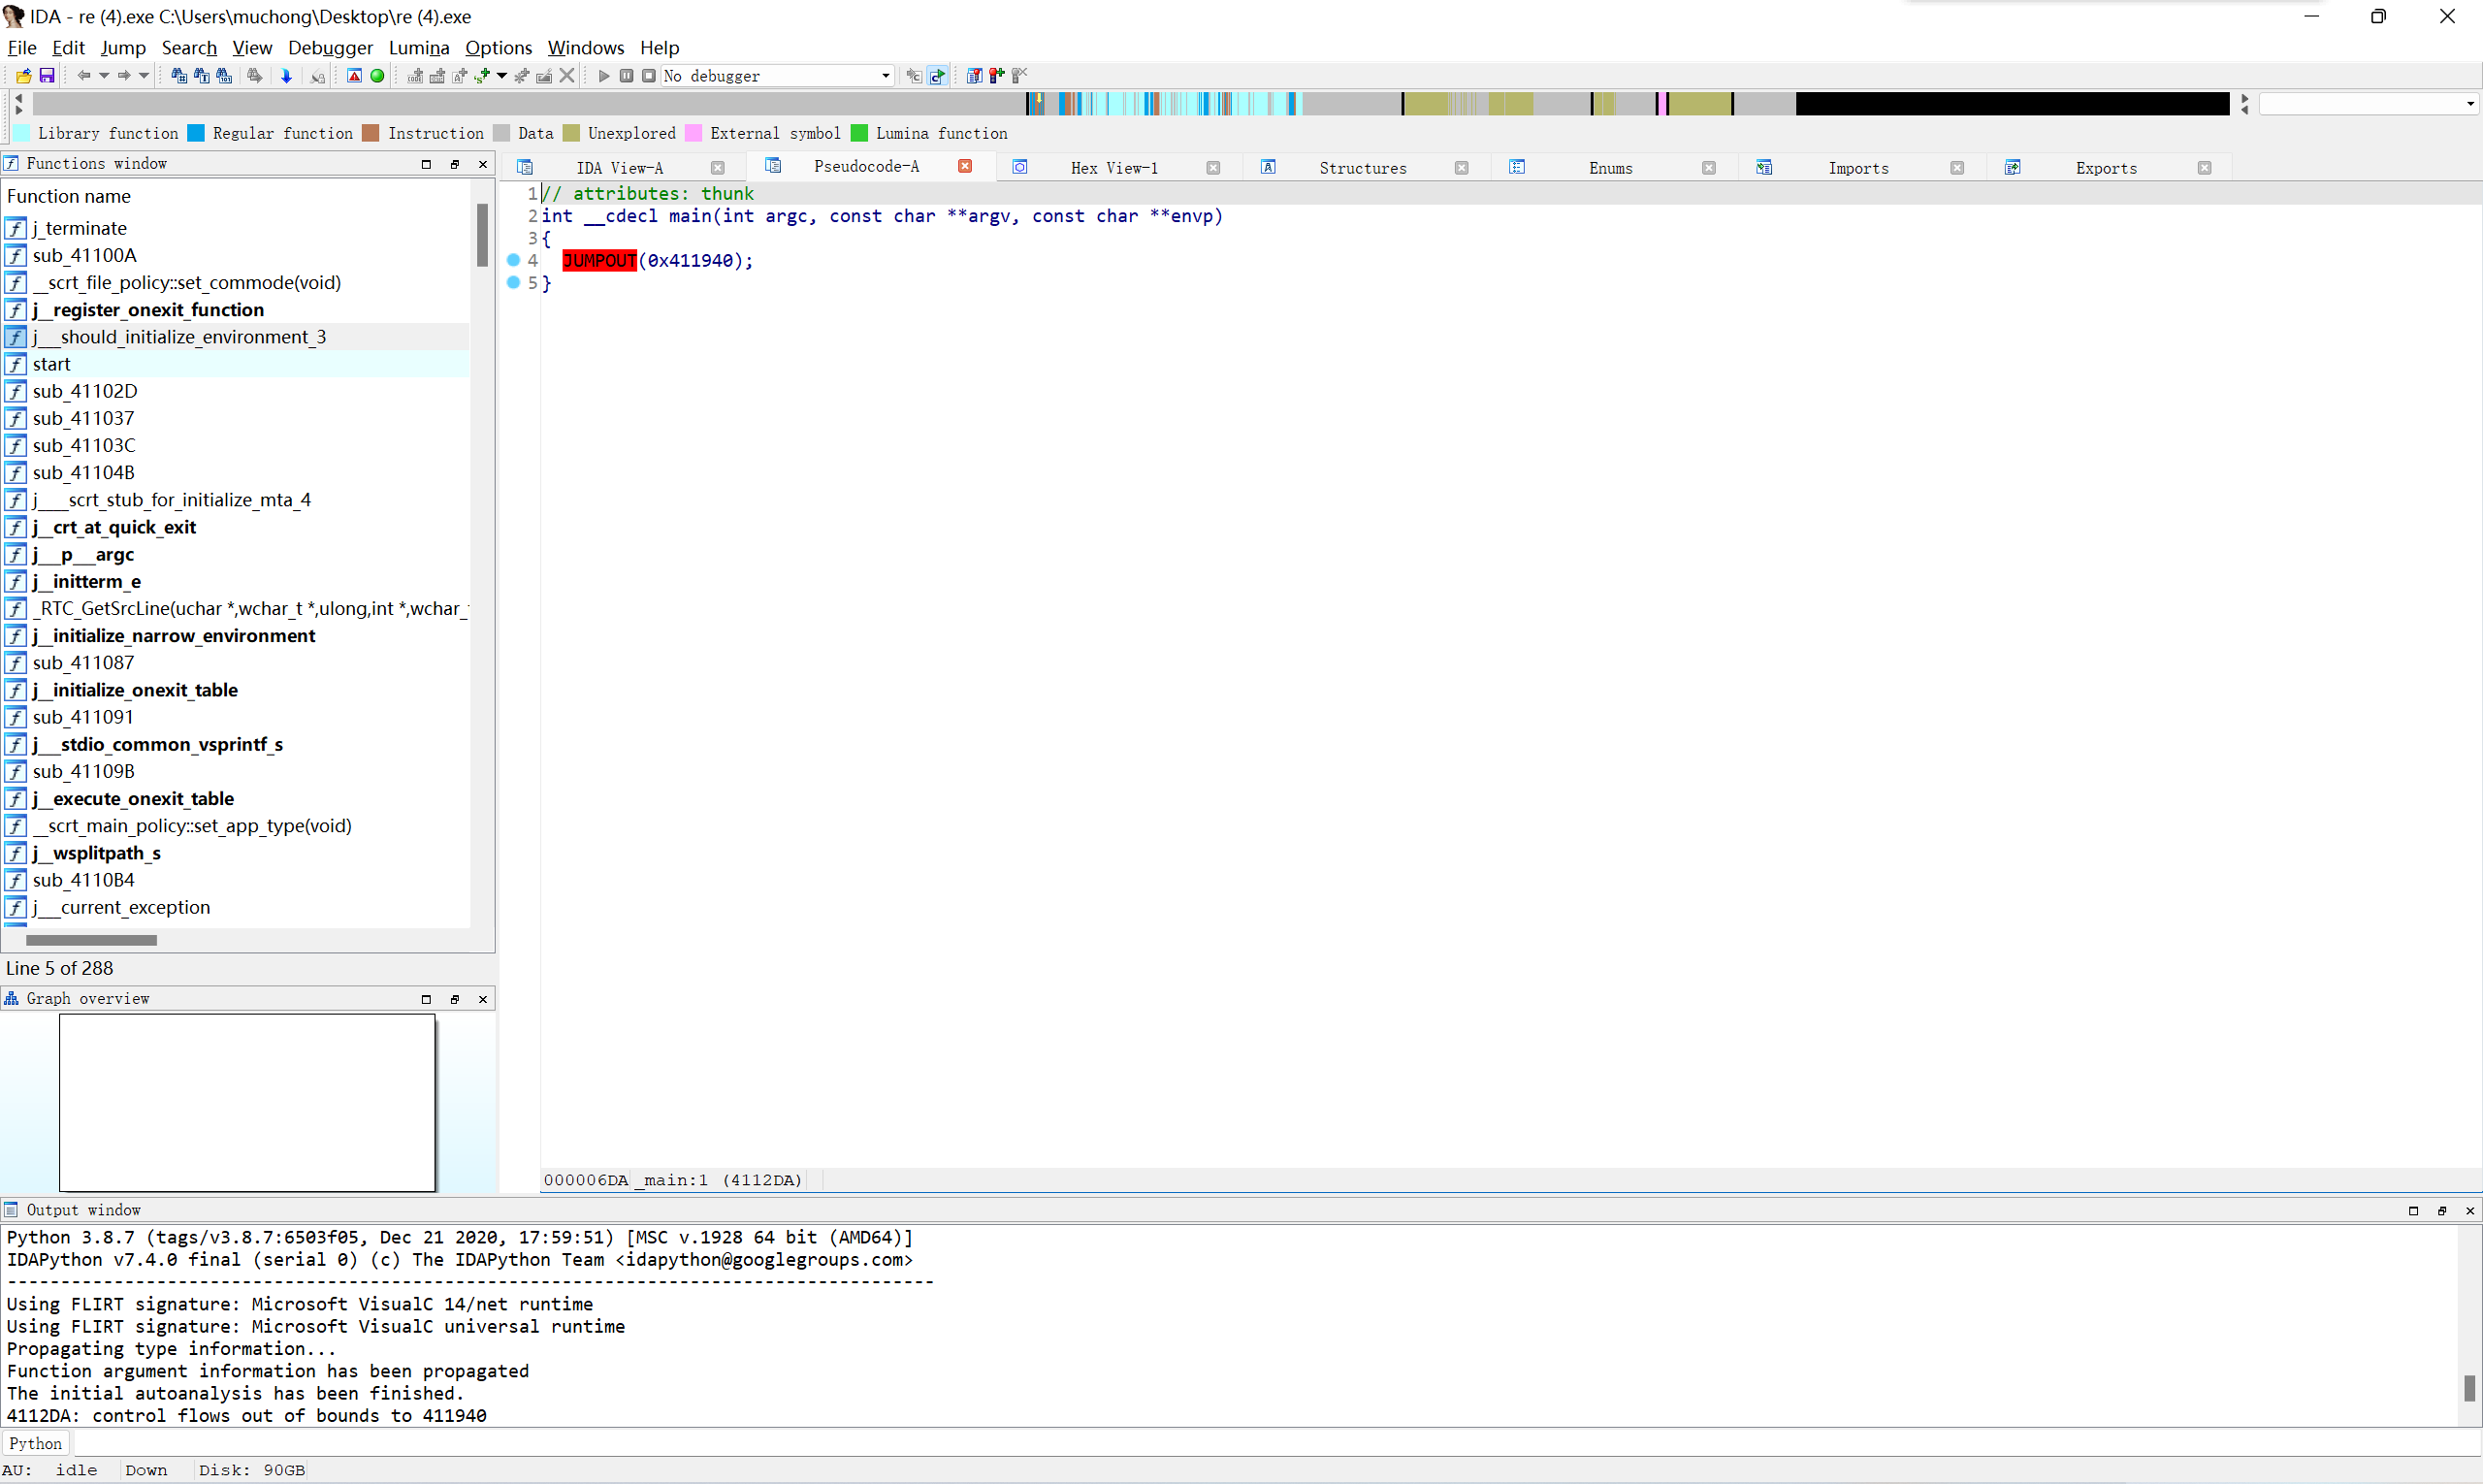 IDA - re (4).exe C:\Users\muchong\Desktop\re (4).exe
File Edit Jump Search View Debugger Lumina Options Windows Help
No debugger
Library function Regular function Instruction Data Unexplored External symbol Lumina function
Functions window
IDA View-A Pseudocode-A Hex View-1 Structures Enums Imports Exports
Function name
j_terminate
sub_41100A
__scrt_file_policy::set_commode(void)
j__register_onexit_function
j___should_initialize_environment_3
start
sub_41102D
sub_411037
sub_41103C
sub_41104B
j____scrt_stub_for_initialize_mta_4
j__crt_at_quick_exit
j___p___argc
j__initterm_e
_RTC_GetSrcLine(uchar *,wchar_t *,ulong,int *,wchar_
j__initialize_narrow_environment
sub_411087
j__initialize_onexit_table
sub_411091
j___stdio_common_vsprintf_s
sub_41109B
j__execute_onexit_table
__scrt_main_policy::set_app_type(void)
j__wsplitpath_s
sub_4110B4
j___current_exception
Line 5 of 288
Graph overview
1 // attributes: thunk
2 int __cdecl main(int argc, const char **argv, const char **envp)
3 {
4 JUMPOUT(0x411940);
5 }
000006DA _main:1 (4112DA)
Output window
Python 3.8.7 (tags/v3.8.7:6503f05, Dec 21 2020, 17:59:51) [MSC v.1928 64 bit (AMD64)]
IDAPython v7.4.0 final (serial 0) (c) The IDAPython Team <idapython@googlegroups.com>
---------------------------------------------------------------------------------------
Using FLIRT signature: Microsoft VisualC 14/net runtime
Using FLIRT signature: Microsoft VisualC universal runtime
Propagating type information...
Function argument information has been propagated
The initial autoanalysis has been finished.
4112DA: control flows out of bounds to 411940
Python
AU: idle Down Disk: 90GB